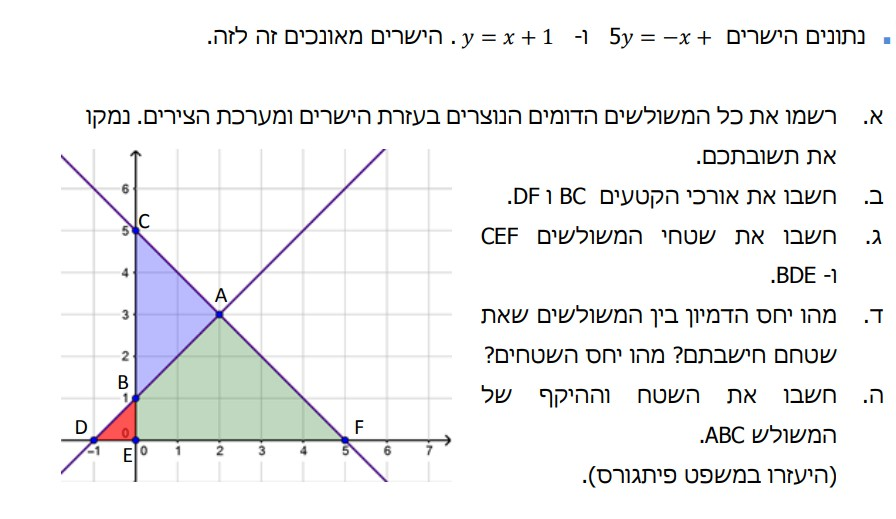 ▪ נתונים הישרים 5y = −x + ו- y = x + 1 . הישרים מאונכים זה לזה.
א. רשמו את כל המשולשים הדומים הנוצרים בעזרת הישרים ומערכת הצירים. נמקו
את תשובתכם.
ב. חשבו את אורכי הקטעים BC ו DF.
ג. חשבו את שטחי המשולשים CEF
ו- BDE.
ד. מהו יחס הדמיון בין המשולשים שאת
שטחם חישבתם? מהו יחס השטחים?
ה. חשבו את השטח וההיקף של
המשולש ABC.
(היעזרו במשפט פיתגורס).
6
5 C
4
A
3
2
B
1
D 0 F
−1 E 0 1 2 3 4 5 6 7